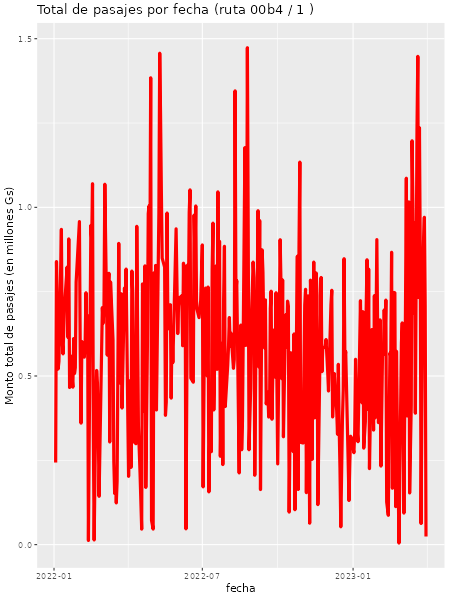 Total de pasajes por fecha (ruta 00b4 / 1 )
Monto total de pasajes (en millones Gs)
1.5
1.0
0.5
0.0
2022-01
2022-07
2023-01
fecha